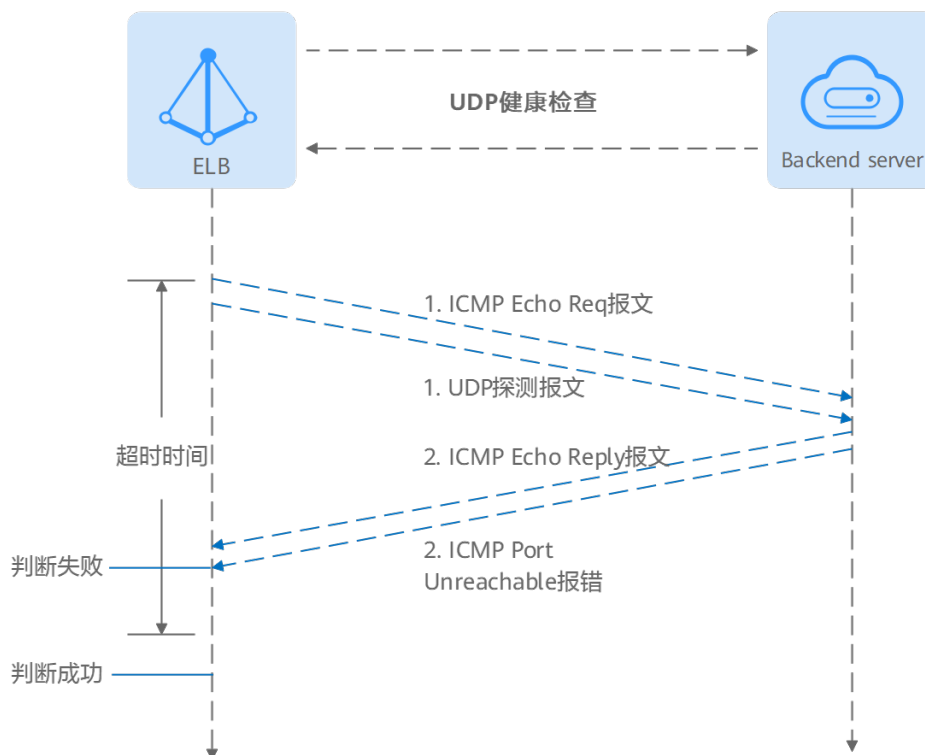 UDP健康检查
ELB
Backend server
1. ICMP Echo Req报文
1. UDP探测报文
超时时间
2. ICMP Echo Reply报文
2. ICMP Port
Unreachable报错
判断失败
判断成功